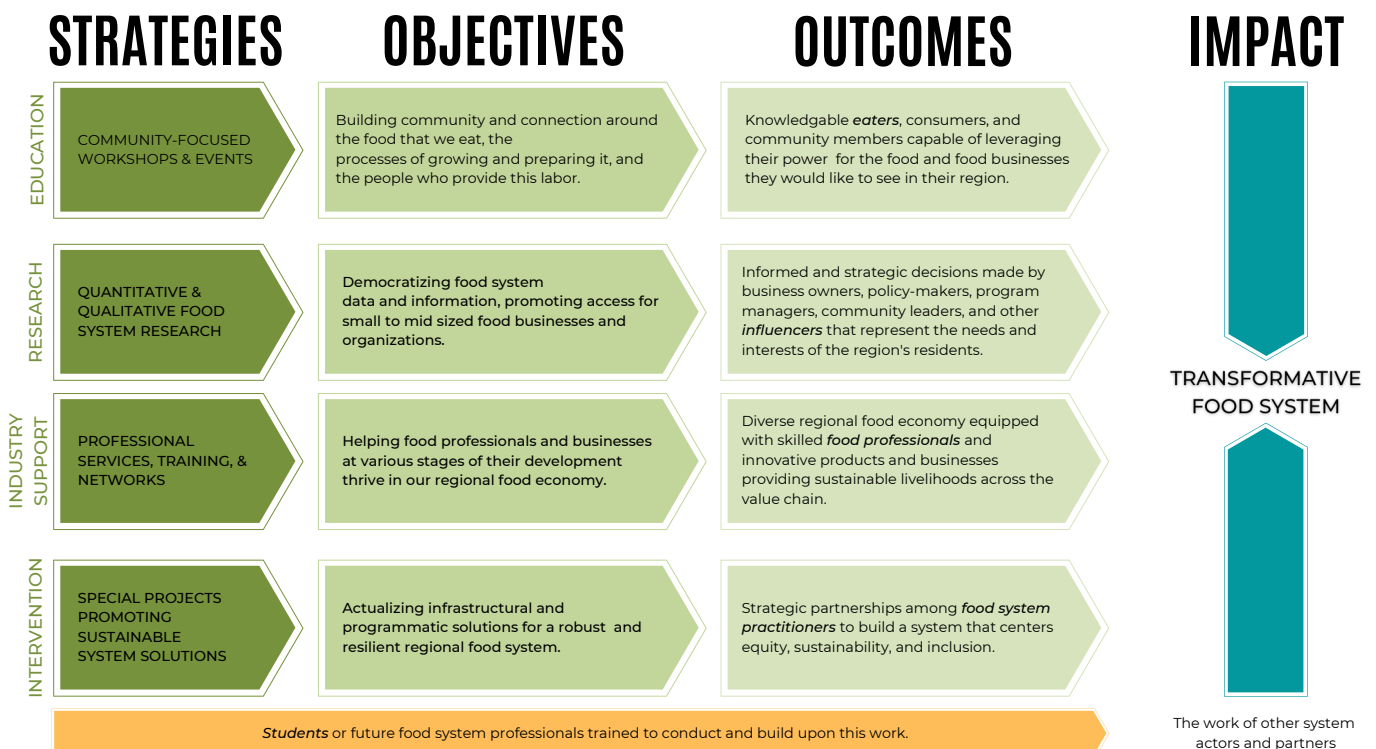 STRATEGIES
OBJECTIVES
OUTCOMES
IMPACT
EDUCATION
COMMUNITY-FOCUSED
WORKSHOPS & EVENTS
Building community and connection around
the food that we eat, the
processes of growing and preparing it, and
the people who provide this labor.
Knowledgable eaters, consumers, and
community members capable of leveraging
their power  for the food and food businesses
they would like to see in their region.
RESEARCH
QUANTITATIVE &
QUALITATIVE FOOD
SYSTEM RESEARCH
Democratizing food system
data and information, promoting access for
small to mid sized food businesses and
organizations.
Informed and strategic decisions made by
business owners, policy-makers, program
managers, community leaders, and other
influencers that represent the needs and
interests of the region's residents.
INDUSTRY
SUPPORT
PROFESSIONAL
SERVICES, TRAINING, &
NETWORKS
Helping food professionals and businesses
at various stages of their development
thrive in our regional food economy.
Diverse regional food economy equipped
with skilled food professionals and
innovative products and businesses
providing sustainable livelihoods across the
value chain.
INTERVENTION
SPECIAL PROJECTS
PROMOTING
SUSTAINABLE
SYSTEM SOLUTIONS
Actualizing infrastructural and
programmatic solutions for a robust  and
resilient regional food system.
Strategic partnerships among food system
practitioners to build a system that centers
equity, sustainability, and inclusion.
TRANSFORMATIVE
FOOD SYSTEM
Students or future food system professionals trained to conduct and build upon this work.
The work of other system
actors and partners